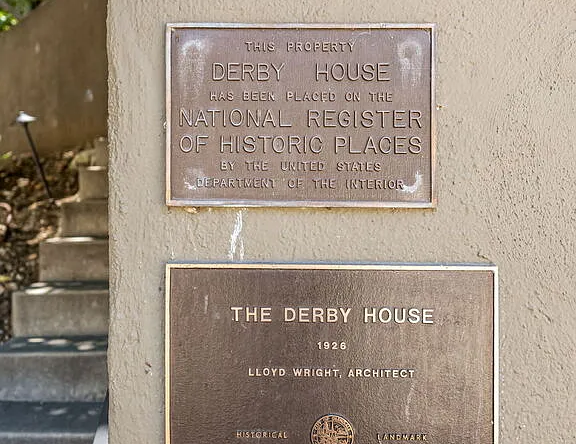 THIS PROPERTY
DERBY HOUSE
HAS BEEN PLACED ON THE
NATIONAL REGISTER
OF HISTORIC PLACES
BY THE UNITED STATES
DEPARTMENT OF THE INTERIOR
THE DERBY HOUSE
1926
LLOYD WRIGHT, ARCHITECT
HISTORICAL LANDMARK